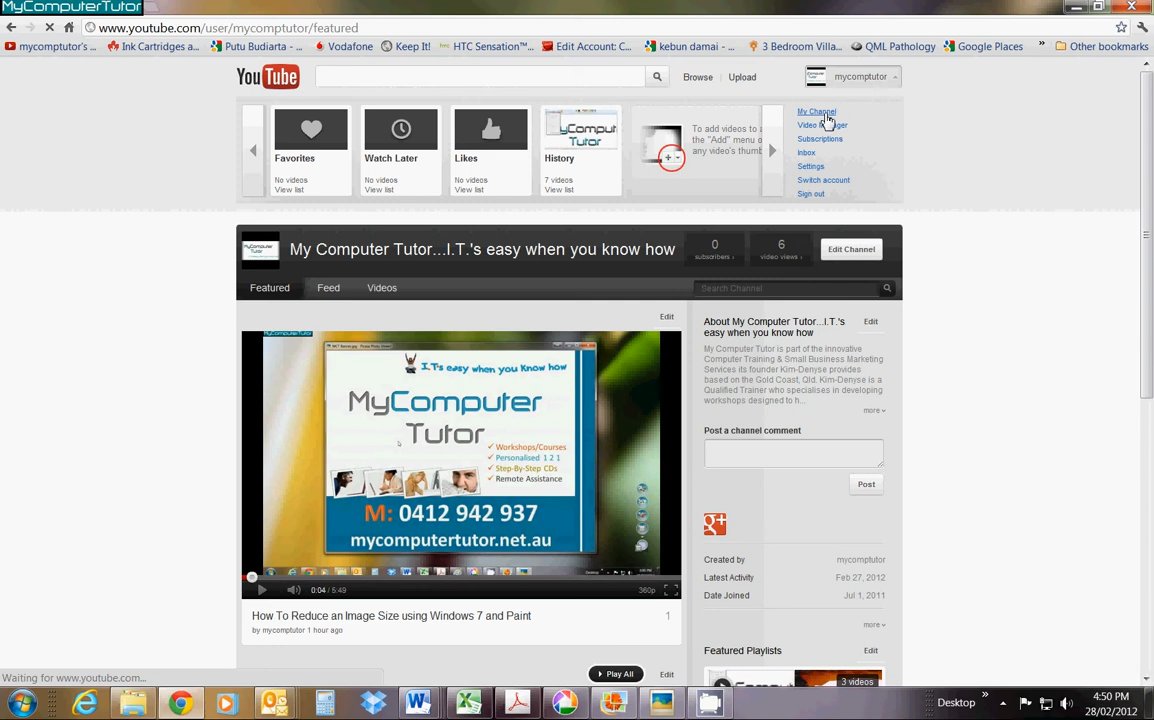 MyComputerTutor
www.youtube.com/user/mycomptutor/featured
mycomptutor's ... Ink Cartridges a... Putu Budiarta - ... Vodafone Keep It! HTC Sensation™... Edit Account: C... kebun damai - ... 3 Bedroom Villa... QML Pathology Google Places » Other bookmarks
YouTube Browse Upload mycomptutor
Favorites
No videos
View list
Watch Later
No videos
View list
Likes
No videos
View list
MyComput
Tutor
History
7 videos
View list
To add videos to a
the "Add" menu o
any video's thumb
My Channel
Video Manager
Subscriptions
Inbox
Settings
Switch account
Sign out
My Computer Tutor...I.T.'s easy when you know how
0
subscribers ›
6
video views ›
Edit Channel
Featured Feed Videos Search Channel
Edit
MyComputerTutor
I.T.'s easy when you know how
MyComputer
Tutor
✓ Workshops/Courses
✓ Personalised 1 2 1
✓ Step-By-Step CDs
✓ Remote Assistance
M: 0412 942 937
mycomputertutor.net.au
0:04 / 5:49 360p
How To Reduce an Image Size using Windows 7 and Paint 1
by mycomptutor 1 hour ago
Play All Edit
About My Computer Tutor...I.T.'s Edit
easy when you know how
My Computer Tutor is part of the innovative
Computer Training & Small Business Marketing
Services its founder Kim-Denyse provides
based on the Gold Coast, Qld. Kim-Denyse is a
Qualified Trainer who specialises in developing
workshops designed to h...
more
Post a channel comment
Post
g+
Created by mycomptutor
Latest Activity Feb 27, 2012
Date Joined Jul 1, 2011
more
Featured Playlists Edit
3 videos
Waiting for www.youtube.com...
Desktop »
4:50 PM
28/02/2012